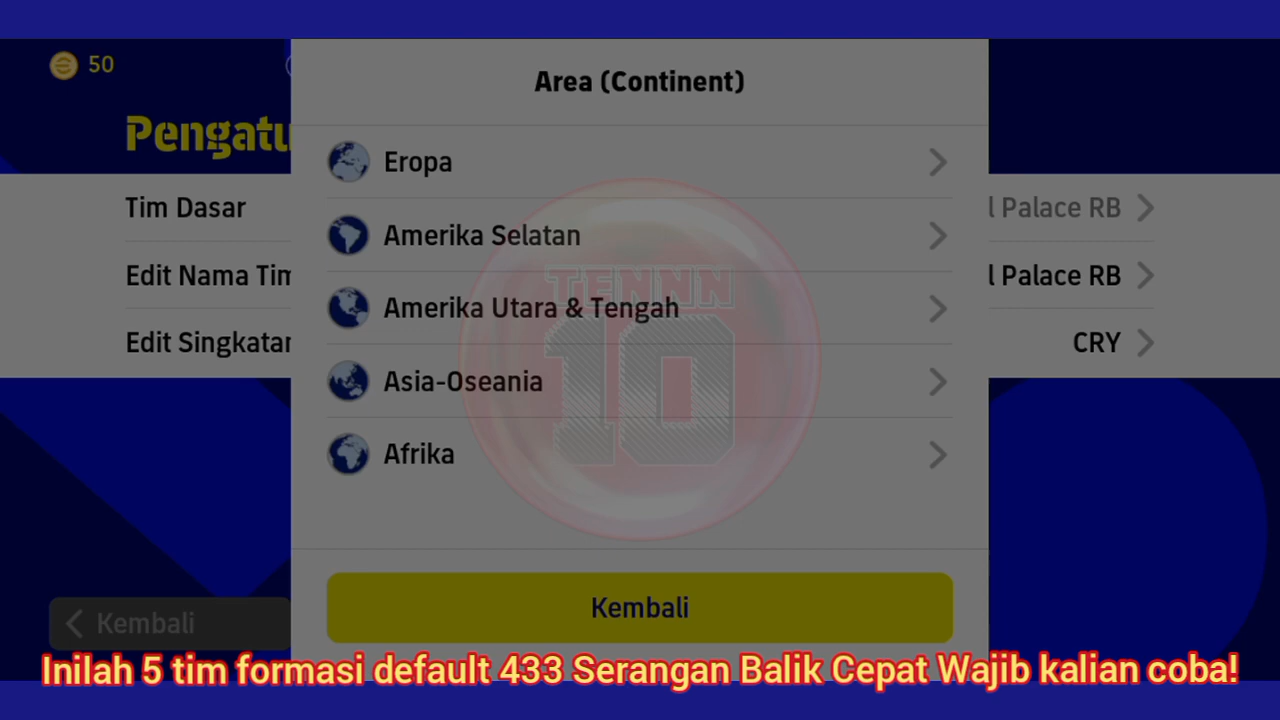 50
Area (Continent)
Pengatu
Eropa
Tim Dasar
l Palace RB
Amerika Selatan
Edit Nama Tim
l Palace RB
TENNN
10
Amerika Utara & Tengah
Edit Singkatan
CRY
Asia-Oseania
Afrika
Kembali
Kembali
Inilah 5 tim formasi default 433 Serangan Balik Cepat Wajib kalian coba!